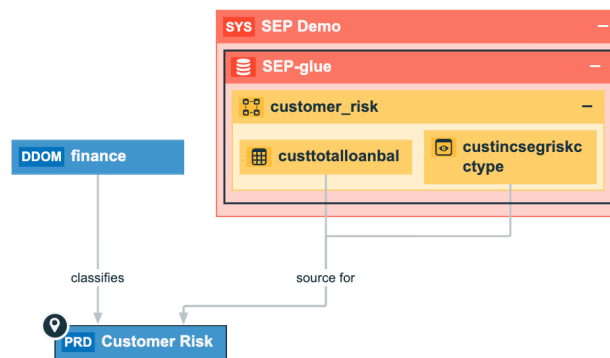 SYS SEP Demo
SEP-glue
customer_risk
DDOM finance
custtotalloanbal
custincsegriskc
ctype
classifies
source for
PRD Customer Risk